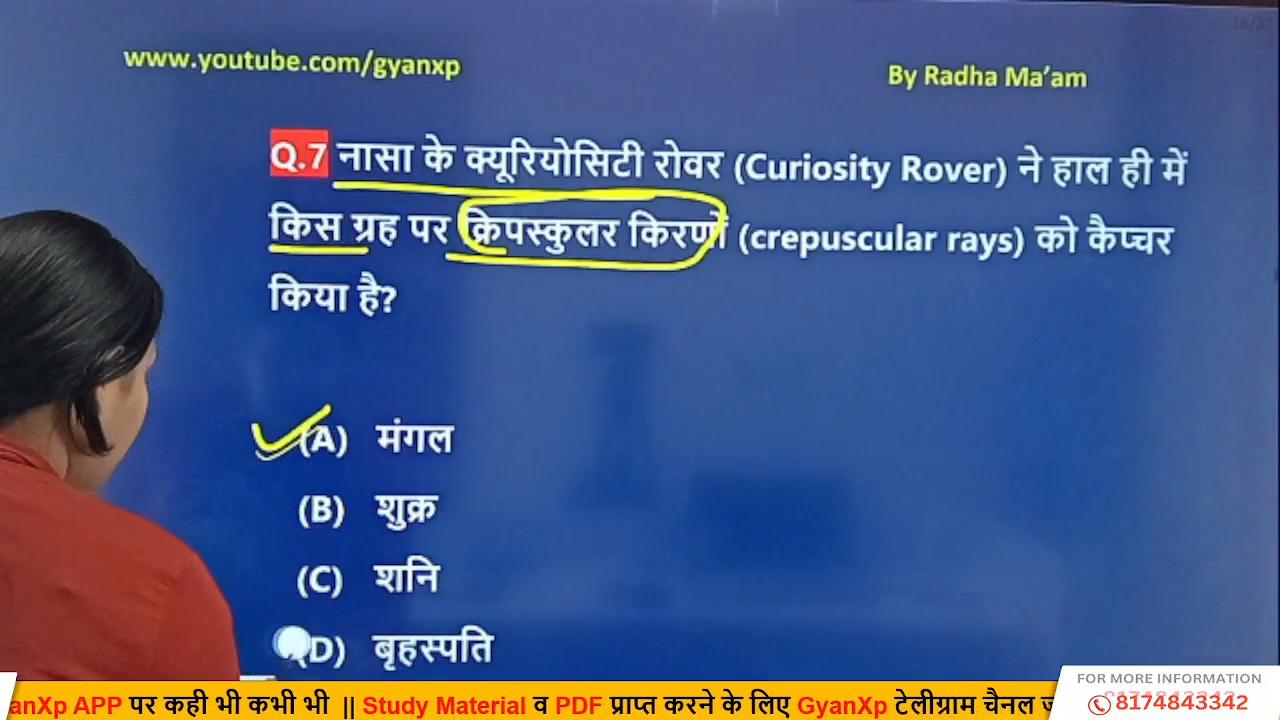 16/37
www.youtube.com/gyanxp
By Radha Ma'am
Q.7 नासा के क्यूरियोसिटी रोवर (Curiosity Rover) ने हाल ही में
किस ग्रह पर क्रिपस्कुलर किरणों (crepuscular rays) को कैप्चर
किया है?
(A) मंगल
(B) शुक्र
(C) शनि
(D) बृहस्पति
anXp APP पर कही भी कभी भी || Study Material व PDF प्राप्त करने के लिए GyanXp टेलीग्राम चैनल
FOR MORE INFORMATION
8174843342